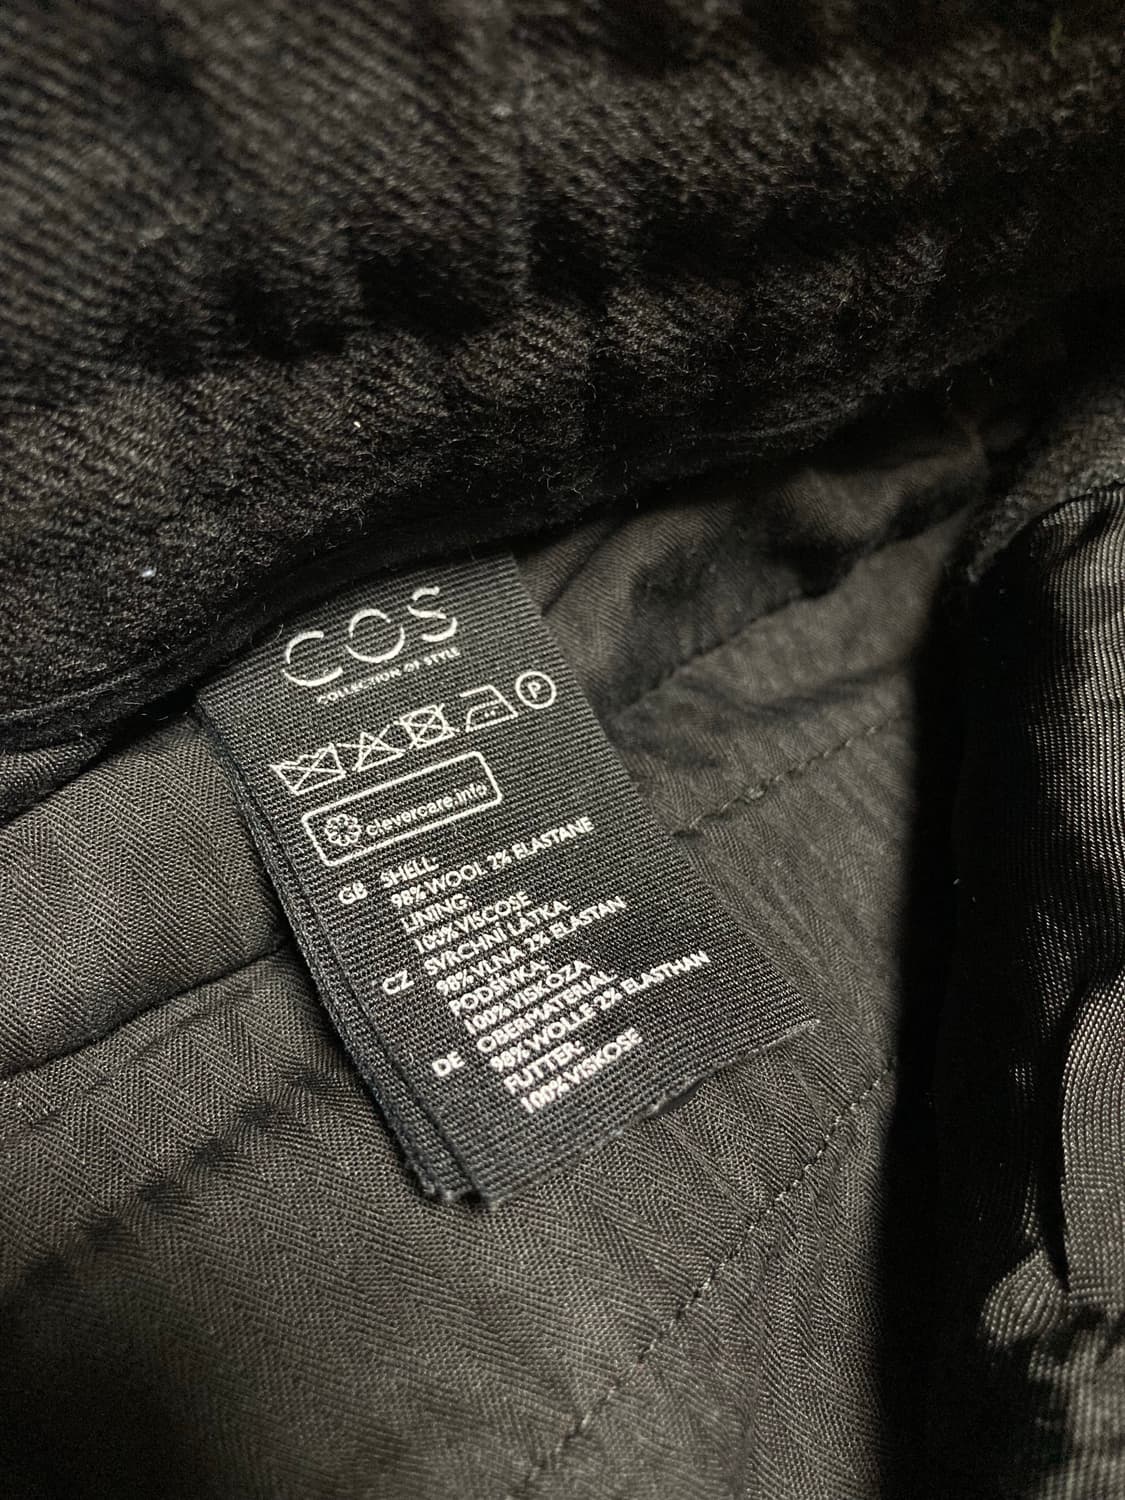 COS
COLLECTION OF STYLE
P
clevercare.info
GB SHELL:
98% WOOL 2% ELASTANE
LINING:
100% VISCOSE
CZ SVRCHNÍ LÁTKA
98% VLNA 2% ELASTAN
PODŠÍVKA:
100% VISKÓZA
DE OBERMATERIAL
98% WOLLE 2% ELASTHAN
FUTTER:
100% VISKOSE